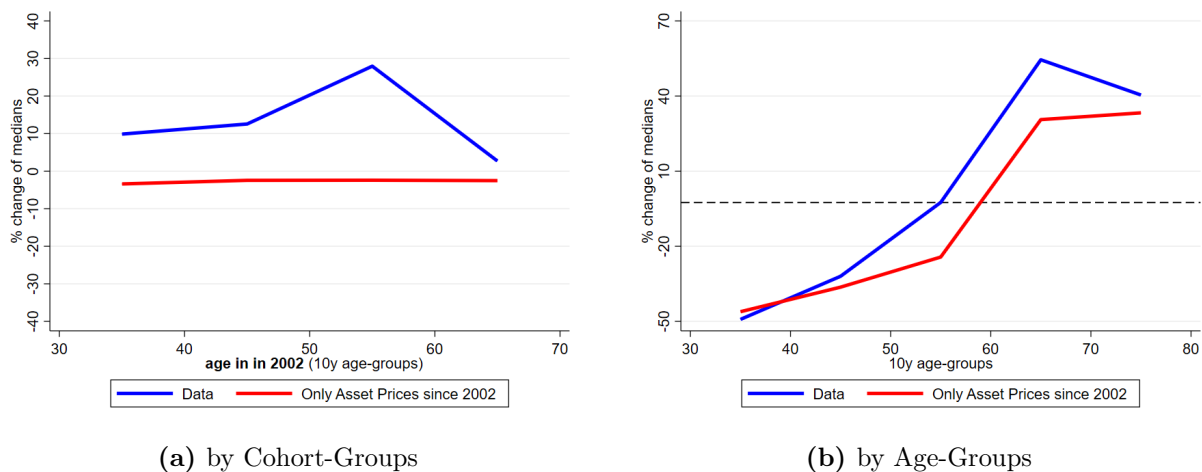 % change of medians
40
30
20
10
0
-10
-20
-30
-40
30 40 50 60 70
age in in 2002 (10y age-groups)
Data Only Asset Prices since 2002
(a) by Cohort-Groups
% change of medians
70
40
10
-20
-50
30 40 50 60 70 80
10y age-groups
Data Only Asset Prices since 2002
(b) by Age-Groups